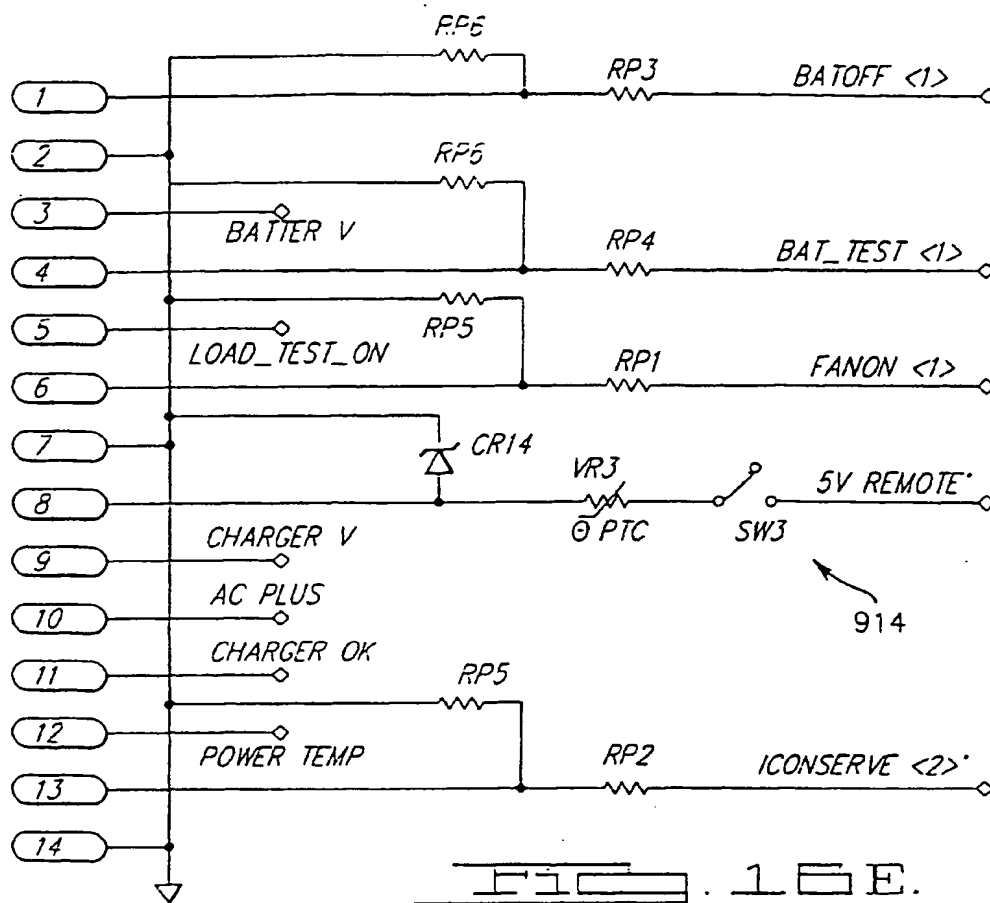 RP6
1 RP3 BATOFF <1>
2
RP6
3 BATTER V
4 RP4 BAT_TEST <1>
RP5
5 LOAD_TEST_ON
6 RP1 FANON <1>
7
CR14
8 VR3 Θ PTC SW3 5V REMOTE*
9 CHARGER V
914
10 AC PLUS
11 CHARGER OK
RP5
12 POWER TEMP
13 RP2 ICONSERVE <2>*
14
FIG. 16E.